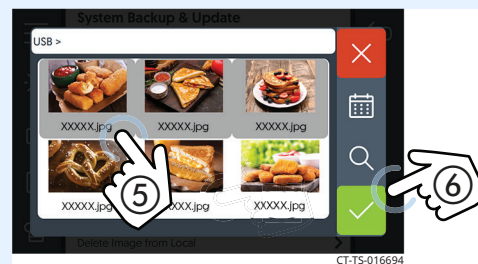 System Backup & Update
USB >
XXXXX.jpg XXXXX.jpg XXXXX.jpg
XXXXX.jpg XXXXX.jpg XXXXX.jpg
5
6
Delete Image from Local
CT-TS-016694